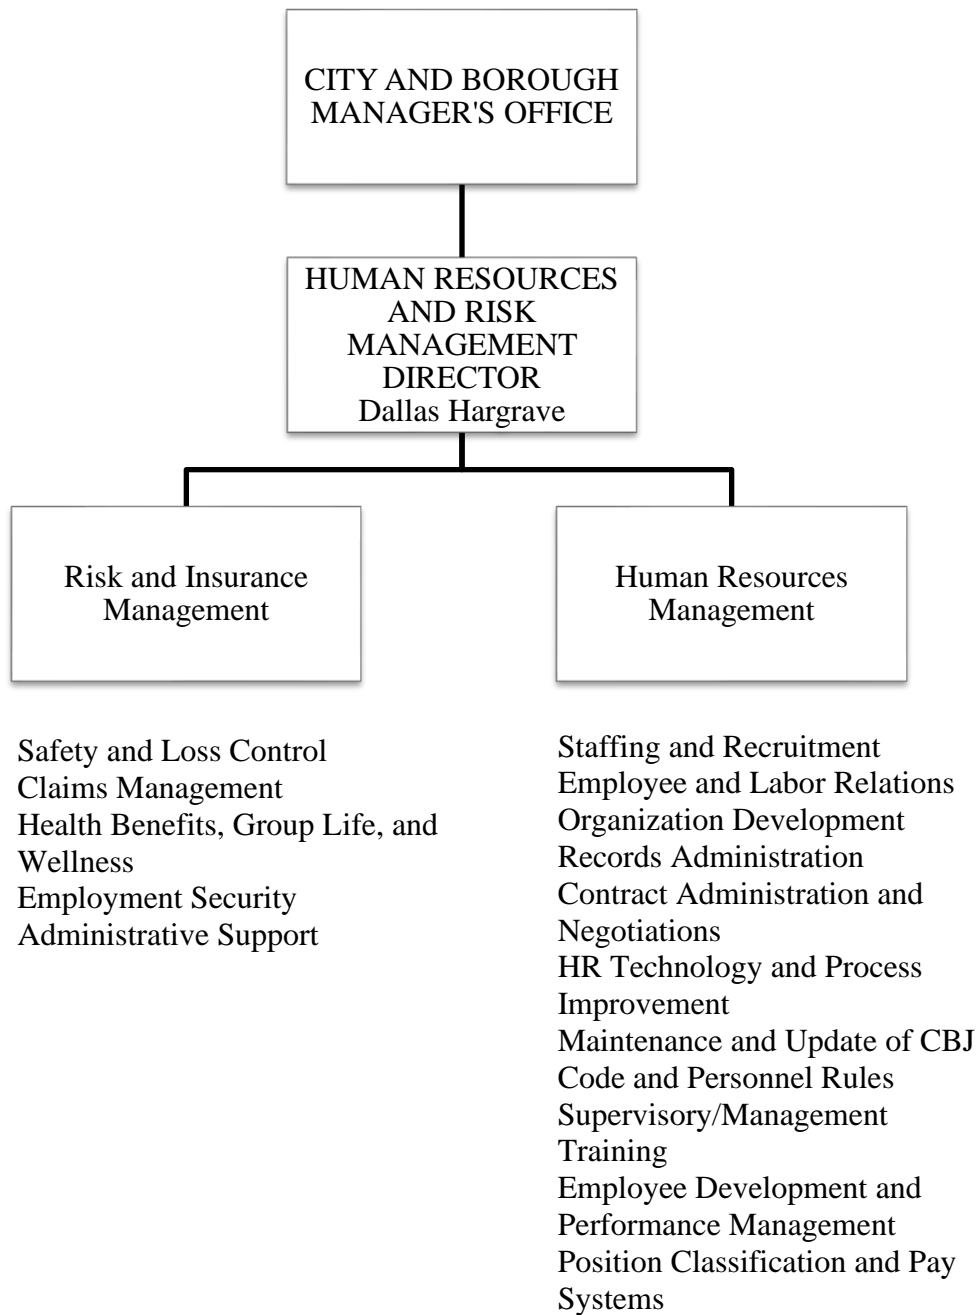 CITY AND BOROUGH
MANAGER'S OFFICE
HUMAN RESOURCES
AND RISK
MANAGEMENT
DIRECTOR
Dallas Hargrave
Risk and Insurance
Management
Human Resources
Management
Safety and Loss Control
Claims Management
Health Benefits, Group Life, and
Wellness
Employment Security
Administrative Support
Staffing and Recruitment
Employee and Labor Relations
Organization Development
Records Administration
Contract Administration and
Negotiations
HR Technology and Process
Improvement
Maintenance and Update of CBJ
Code and Personnel Rules
Supervisory/Management
Training
Employee Development and
Performance Management
Position Classification and Pay
Systems